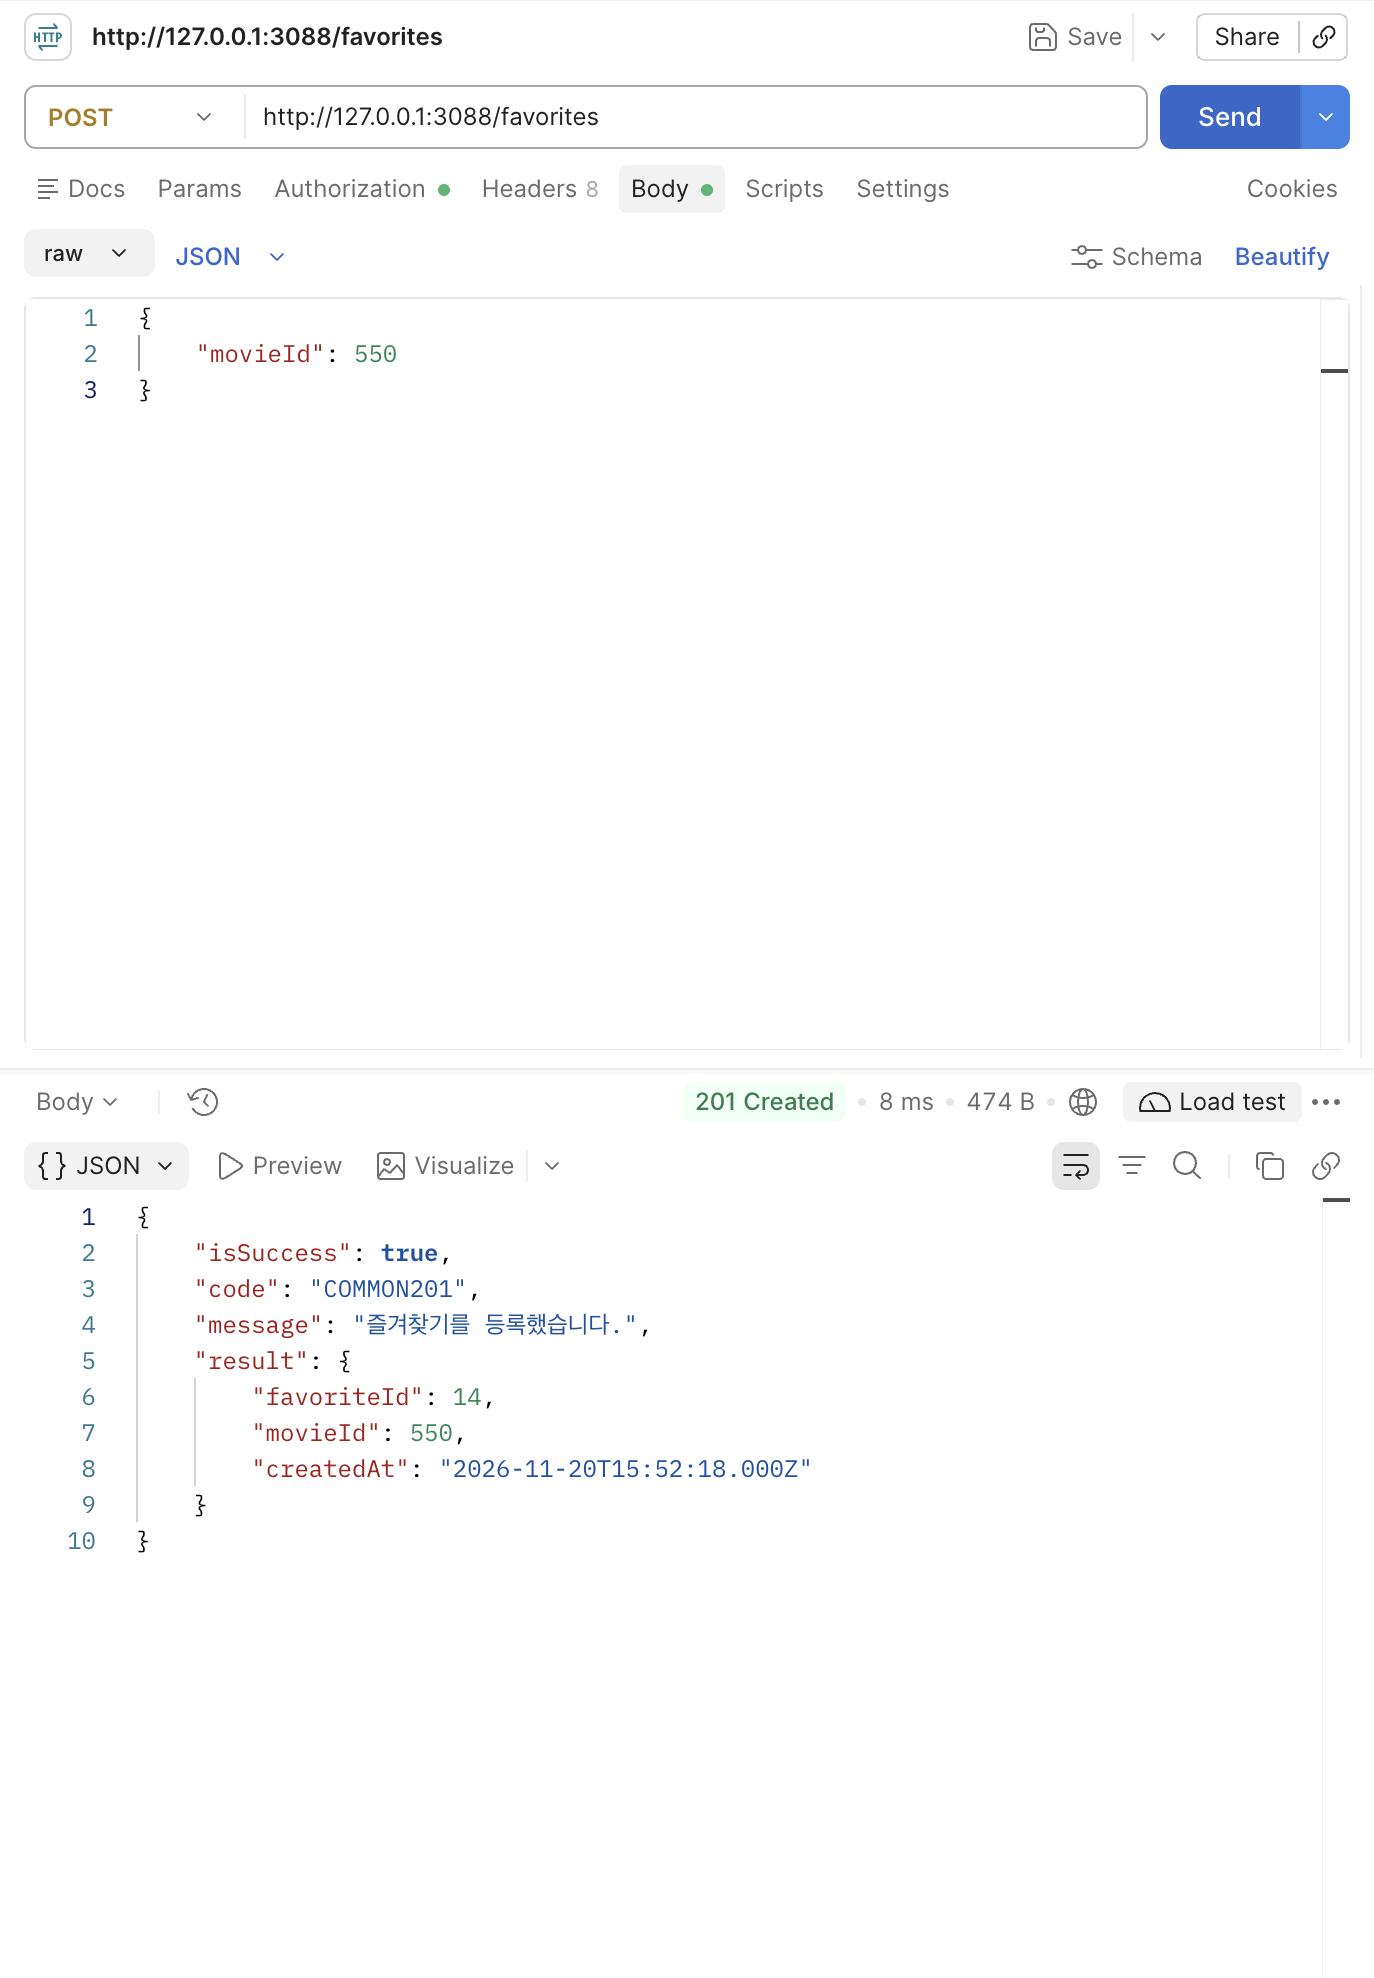 HTTP http://127.0.0.1:3088/favorites Save Share
POST http://127.0.0.1:3088/favorites Send
Docs Params Authorization Headers 8 Body Scripts Settings Cookies
raw JSON Schema Beautify
1 {
2 "movieId": 550
3 }
Body 201 Created 8 ms 474 B Load test
{} JSON Preview Visualize
1 {
2 "isSuccess": true,
3 "code": "COMMON201",
4 "message": "즐겨찾기를 등록했습니다.",
5 "result": {
6 "favoriteId": 14,
7 "movieId": 550,
8 "createdAt": "2026-11-20T15:52:18.000Z"
9 }
10 }